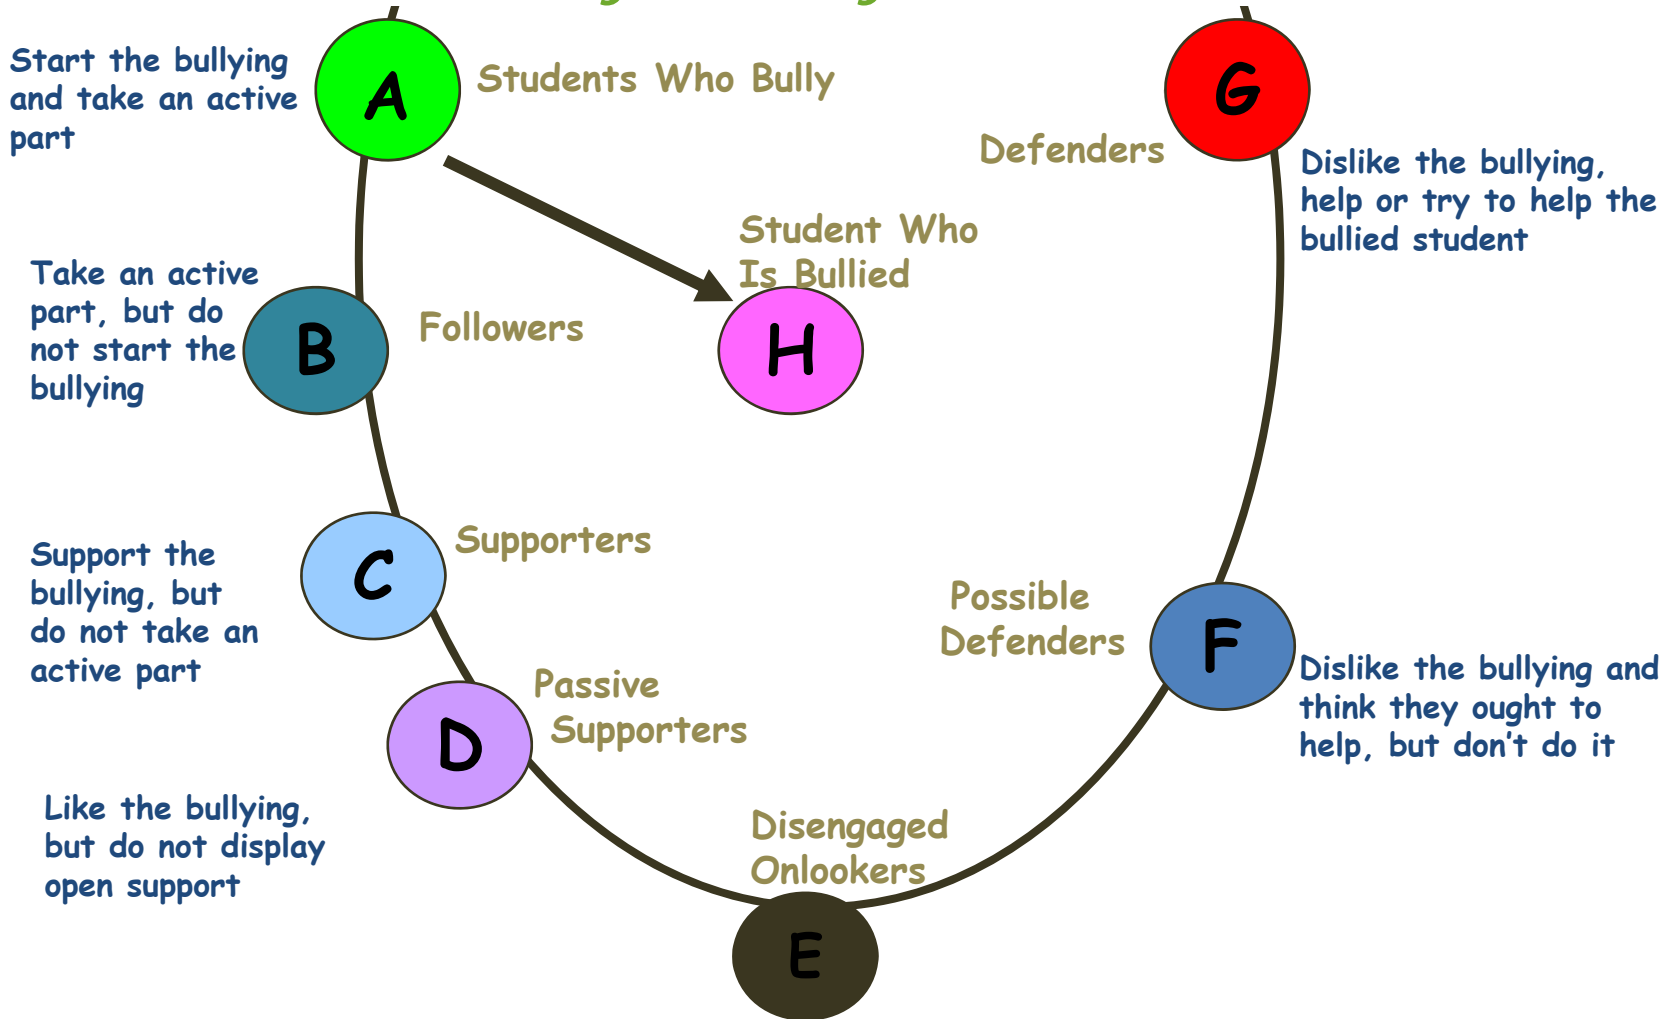 Start the bullying
and take an active
part
A
Students Who Bully
G
Defenders
Dislike the bullying,
help or try to help the
bullied student
Student Who
Is Bullied
H
Take an active
part, but do
not start the
bullying
B
Followers
Support the
bullying, but
do not take an
active part
C
Supporters
Possible
Defenders
F
Dislike the bullying and
think they ought to
help, but don't do it
Passive
Supporters
D
Like the bullying,
but do not display
open support
Disengaged
Onlookers
E